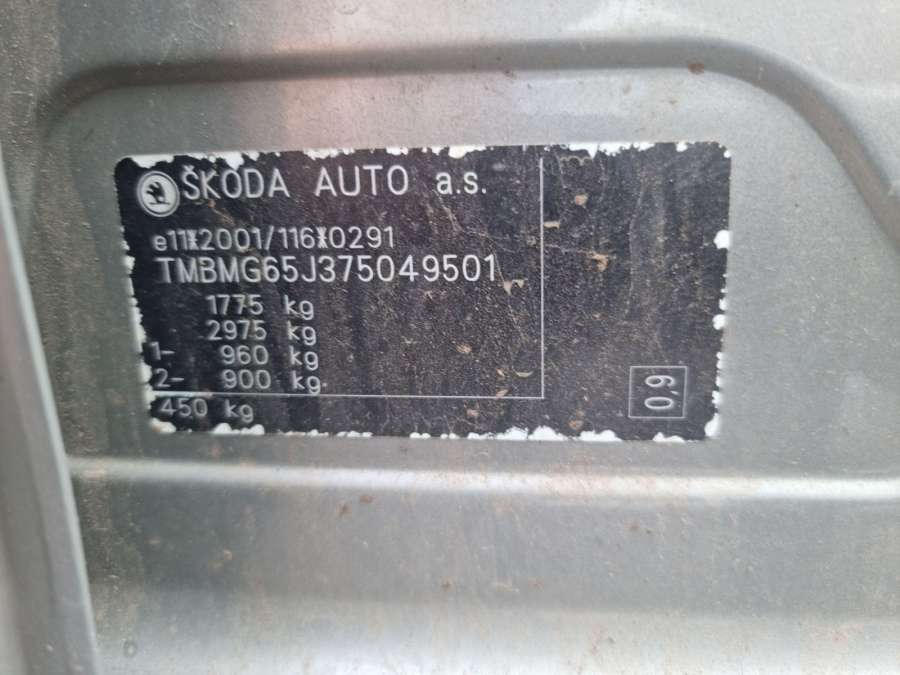 ŠKODA AUTO a.s.
e11*2001/116*0291
TMBMG65J375049501
1775 kg
2975 kg
1- 960 kg
2- 900 kg
450 kg
0,9